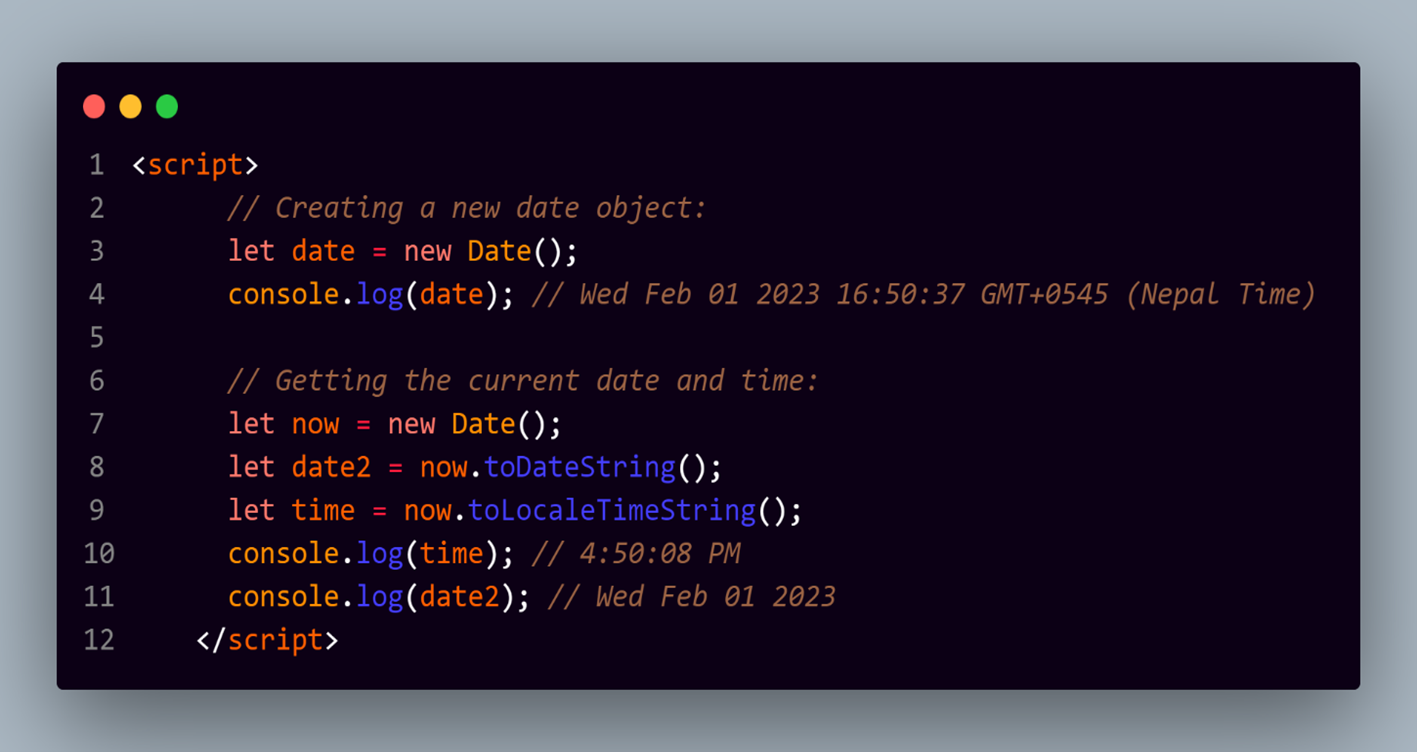 1 <script>
2 // Creating a new date object:
3 let date = new Date();
4 console.log(date); // Wed Feb 01 2023 16:50:37 GMT+0545 (Nepal Time)
5
6 // Getting the current date and time:
7 let now = new Date();
8 let date2 = now.toDateString();
9 let time = now.toLocaleTimeString();
10 console.log(time); // 4:50:08 PM
11 console.log(date2); // Wed Feb 01 2023
12 </script>